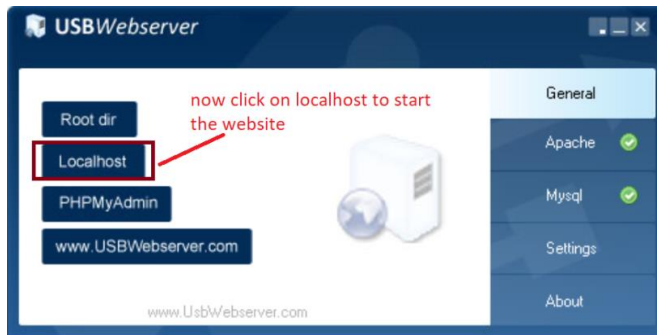 USBWebserver
now click on localhost to start
the website
Root dir
Localhost
PHPMyAdmin
www.USBWebserver.com
www.UsbWebserver.com
General
Apache
Mysql
Settings
About